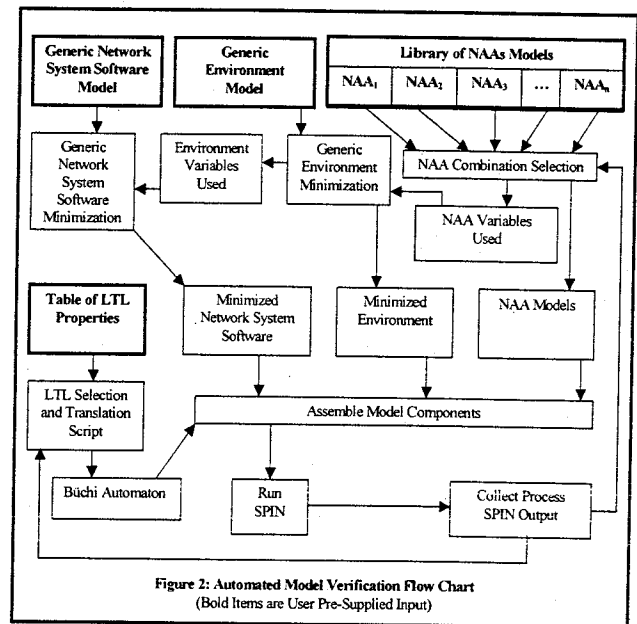 Generic Network
System Software
Model
Generic
Environment
Model
Library of NAAs Models
NAA1 NAA2 NAA3 ... NAAn
Generic
Network
System
Software
Minimization
Environment
Variables
Used
Generic
Environment
Minimization
NAA Combination Selection
NAA Variables
Used
Table of LTL
Properties
Minimized
Network System
Software
Minimized
Environment
NAA Models
LTL Selection
and Translation
Script
Assemble Model Components
Büchi Automaton
Run
SPIN
Collect Process
SPIN Output
Figure 2: Automated Model Verification Flow Chart
(Bold Items are User Pre-Supplied Input)